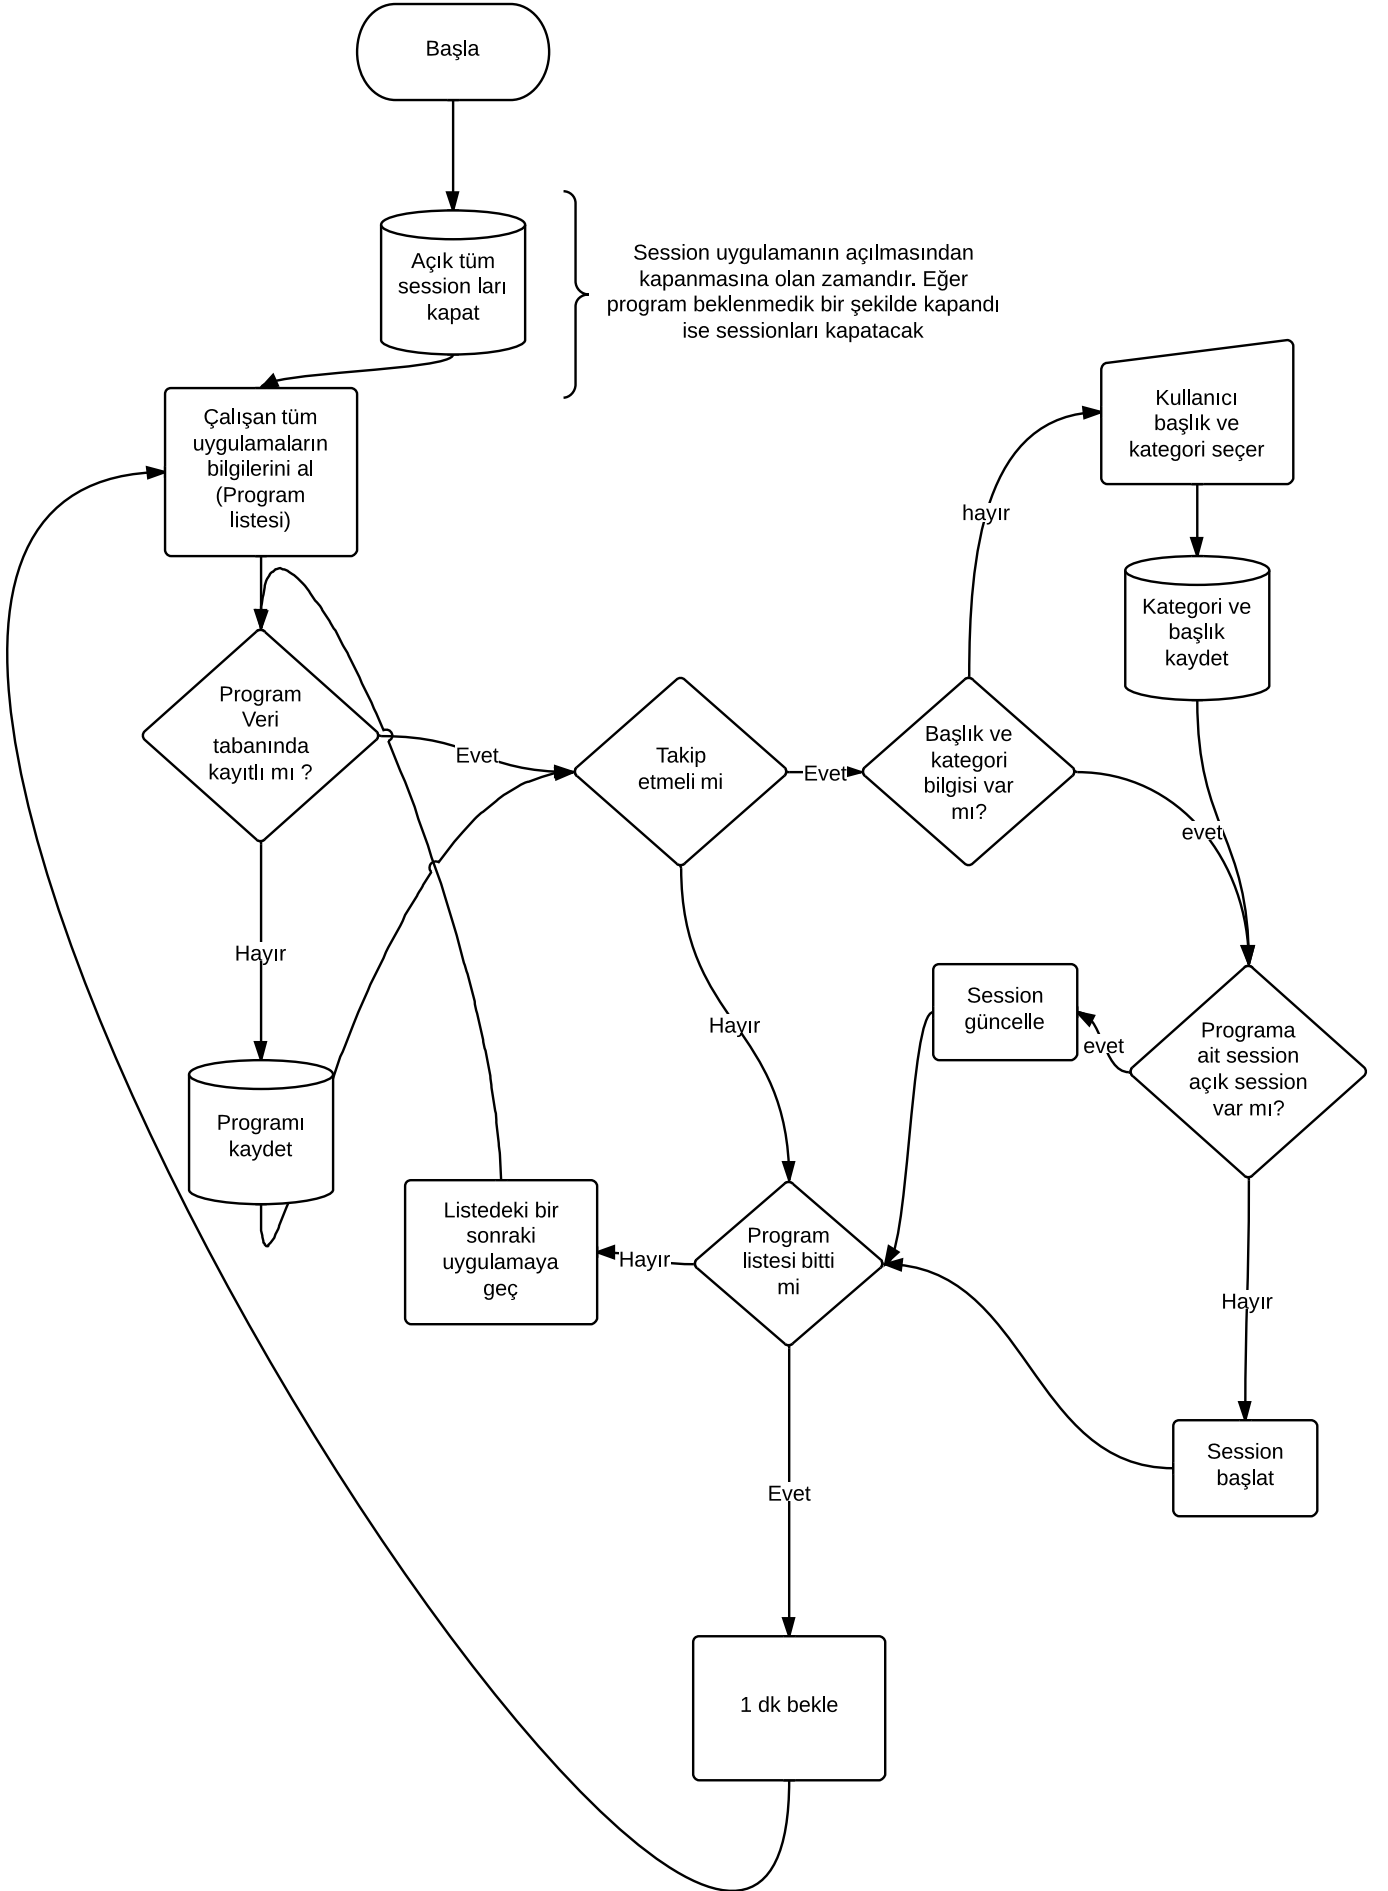 Başla
Açık tüm
session ları
kapat
Session uygulamanın açılmasından
kapanmasına olan zamandır. Eğer
program beklenmedik bir şekilde kapandı
ise sessionları kapatacak
Çalışan tüm
uygulamaların
bilgilerini al
(Program
listesi)
Kullanıcı
başlık ve
kategori seçer
hayır
Kategori ve
başlık
kaydet
Program
Veri
tabanında
kayıtlı mı ?
Evet
Takip
etmeli mi
Evet
Başlık ve
kategori
bilgisi var
mı?
evet
Hayır
Hayır
Session
güncelle
evet
Programa
ait session
açık session
var mı?
Programı
kaydet
Listedeki bir
sonraki
uygulamaya
geç
Hayır
Program
listesi bitti
mi
Hayır
Session
başlat
Evet
1 dk bekle